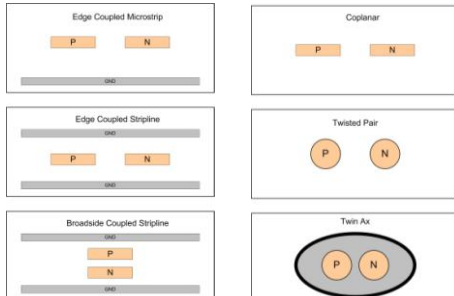 Edge Coupled Microstrip
P N
GND
Coplanar
P N
Edge Coupled Stripline
GND
P N
GND
Twisted Pair
P N
Broadside Coupled Stripline
GND
P
N
GND
Twin Ax
P N